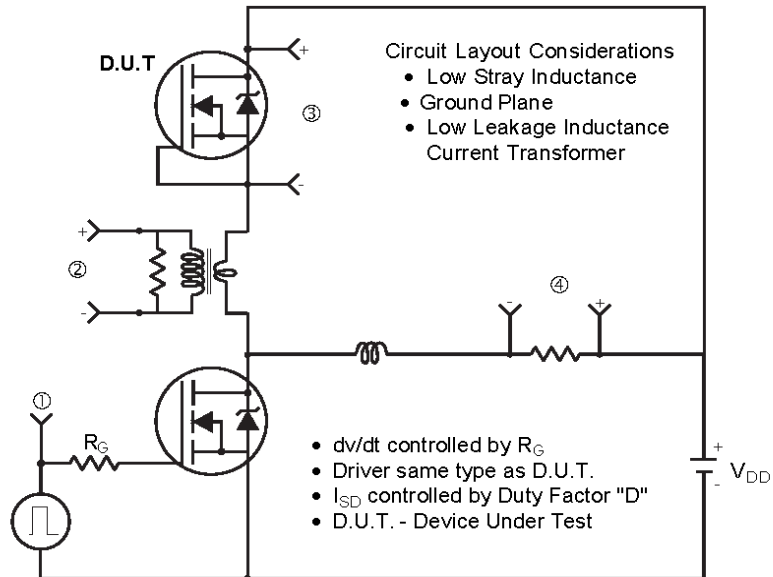 D.U.T
+
③
-
Circuit Layout Considerations
• Low Stray Inductance
• Ground Plane
• Low Leakage Inductance
Current Transformer
+
②
-
④
- +
①
R_G
• dv/dt controlled by R_G
• Driver same type as D.U.T.
• I_SD controlled by Duty Factor "D"
• D.U.T. - Device Under Test
+
V_DD
-